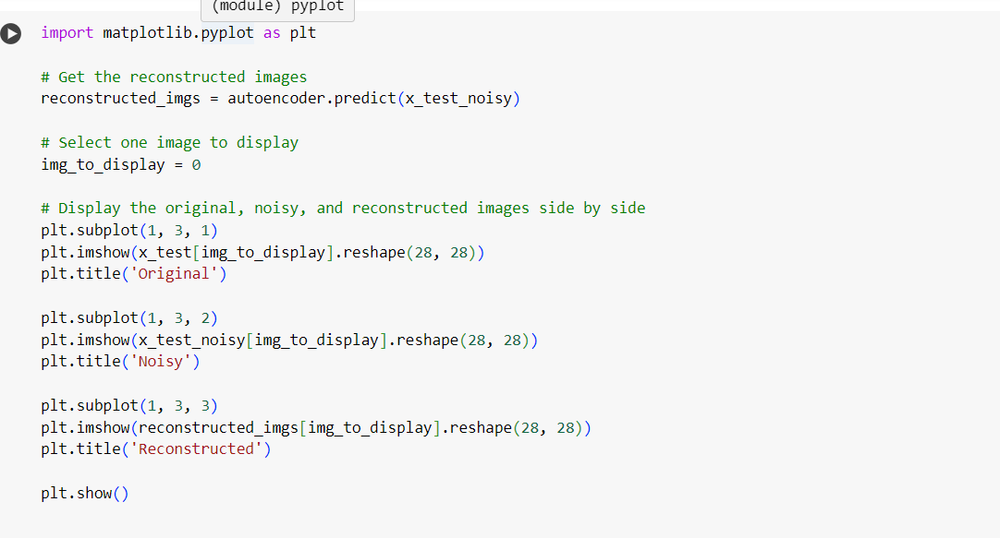 (module) pyplot
import matplotlib.pyplot as plt
# Get the reconstructed images
reconstructed_imgs = autoencoder.predict(x_test_noisy)
# Select one image to display
img_to_display = 0
# Display the original, noisy, and reconstructed images side by side
plt.subplot(1, 3, 1)
plt.imshow(x_test[img_to_display].reshape(28, 28))
plt.title('Original')
plt.subplot(1, 3, 2)
plt.imshow(x_test_noisy[img_to_display].reshape(28, 28))
plt.title('Noisy')
plt.subplot(1, 3, 3)
plt.imshow(reconstructed_imgs[img_to_display].reshape(28, 28))
plt.title('Reconstructed')
plt.show()